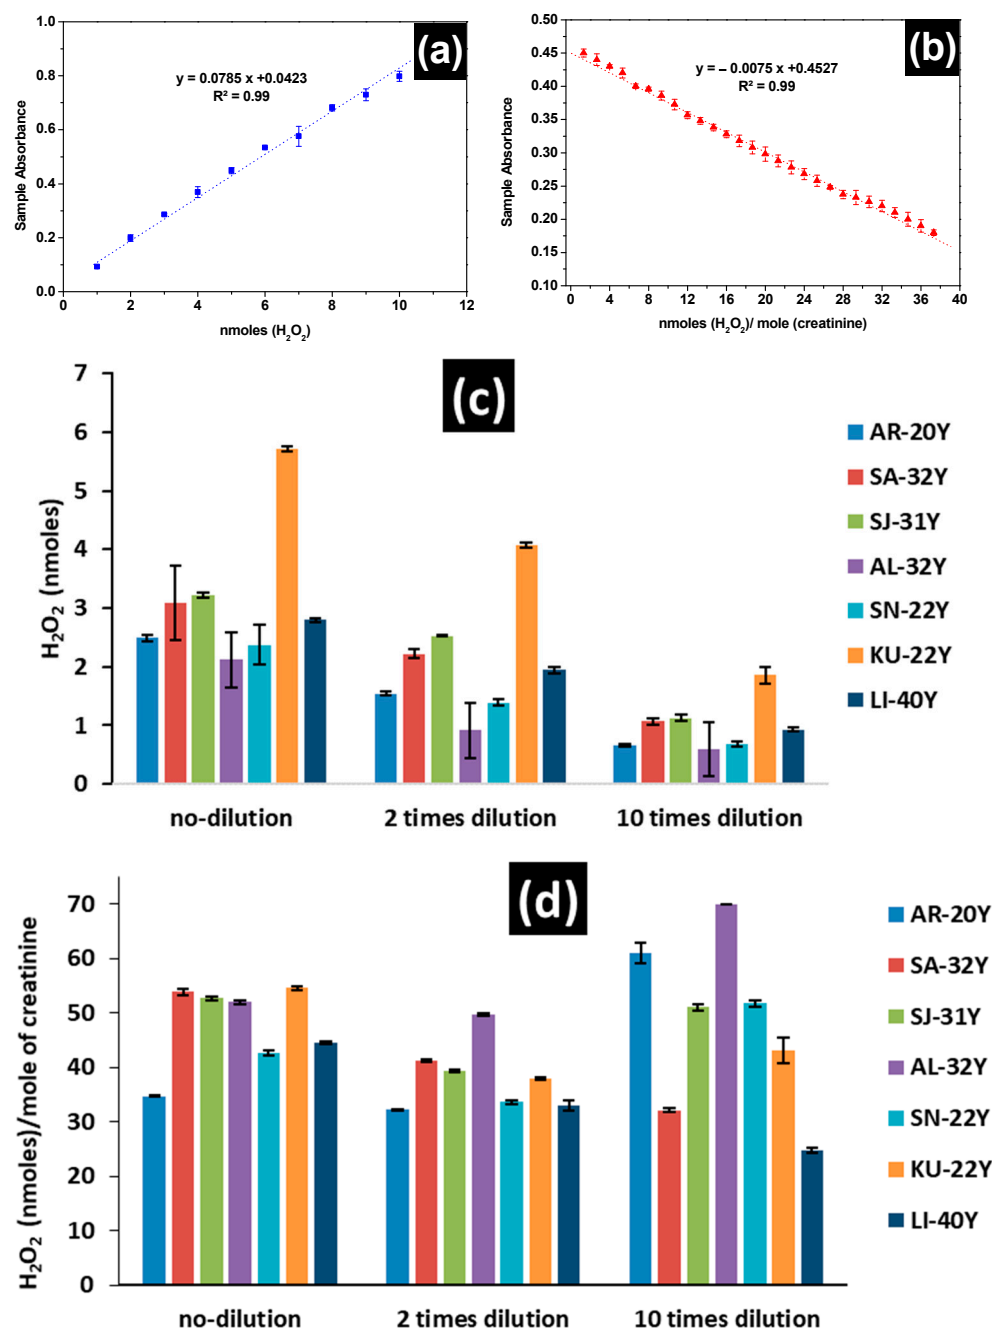 (a)
y = 0.0785 x +0.0423
R² = 0.99
Sample Absorbance
1.0
0.8
0.6
0.4
0.2
0.0
0 2 4 6 8 10 12
nmoles (H₂O₂)
(b)
y = – 0.0075 x +0.4527
R² = 0.99
Sample Absorbance
0.50
0.45
0.40
0.35
0.30
0.25
0.20
0.15
0.10
0 4 8 12 16 20 24 28 32 36 40
nmoles (H₂O₂)/ mole (creatinine)
(c)
H₂O₂ (nmoles)
7
6
5
4
3
2
1
0
no-dilution 2 times dilution 10 times dilution
AR-20Y
SA-32Y
SJ-31Y
AL-32Y
SN-22Y
KU-22Y
LI-40Y
(d)
H₂O₂ (nmoles)/mole of creatinine
70
60
50
40
30
20
10
0
no-dilution 2 times dilution 10 times dilution
AR-20Y
SA-32Y
SJ-31Y
AL-32Y
SN-22Y
KU-22Y
LI-40Y